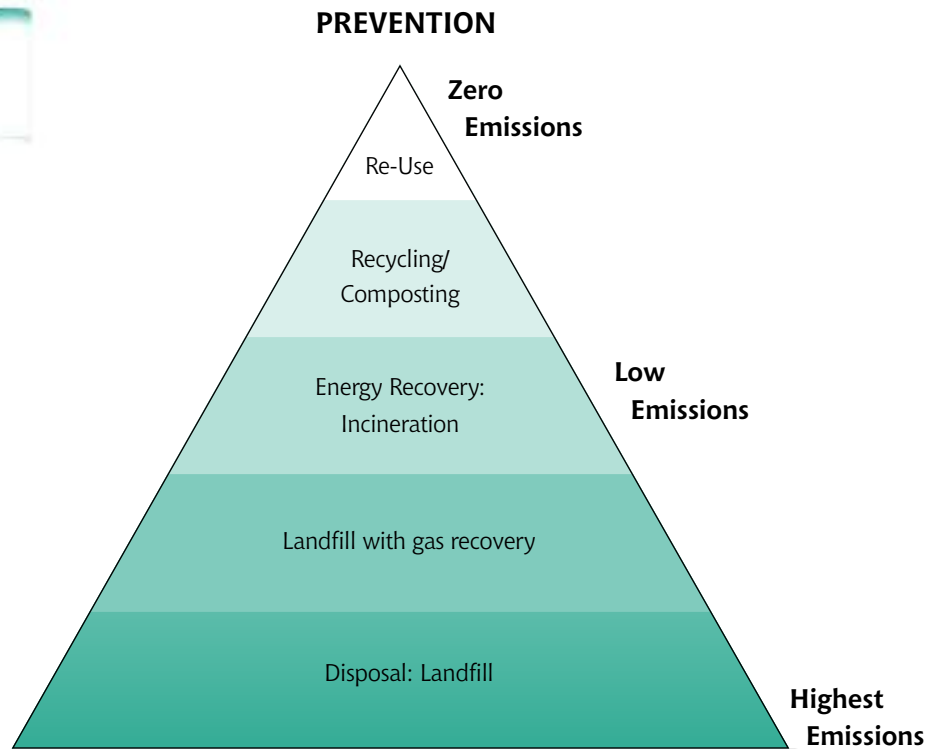 PREVENTION
Zero
Emissions
Re-Use
Recycling/
Composting
Energy Recovery:
Incineration
Low
Emissions
Landfill with gas recovery
Disposal: Landfill
Highest
Emissions